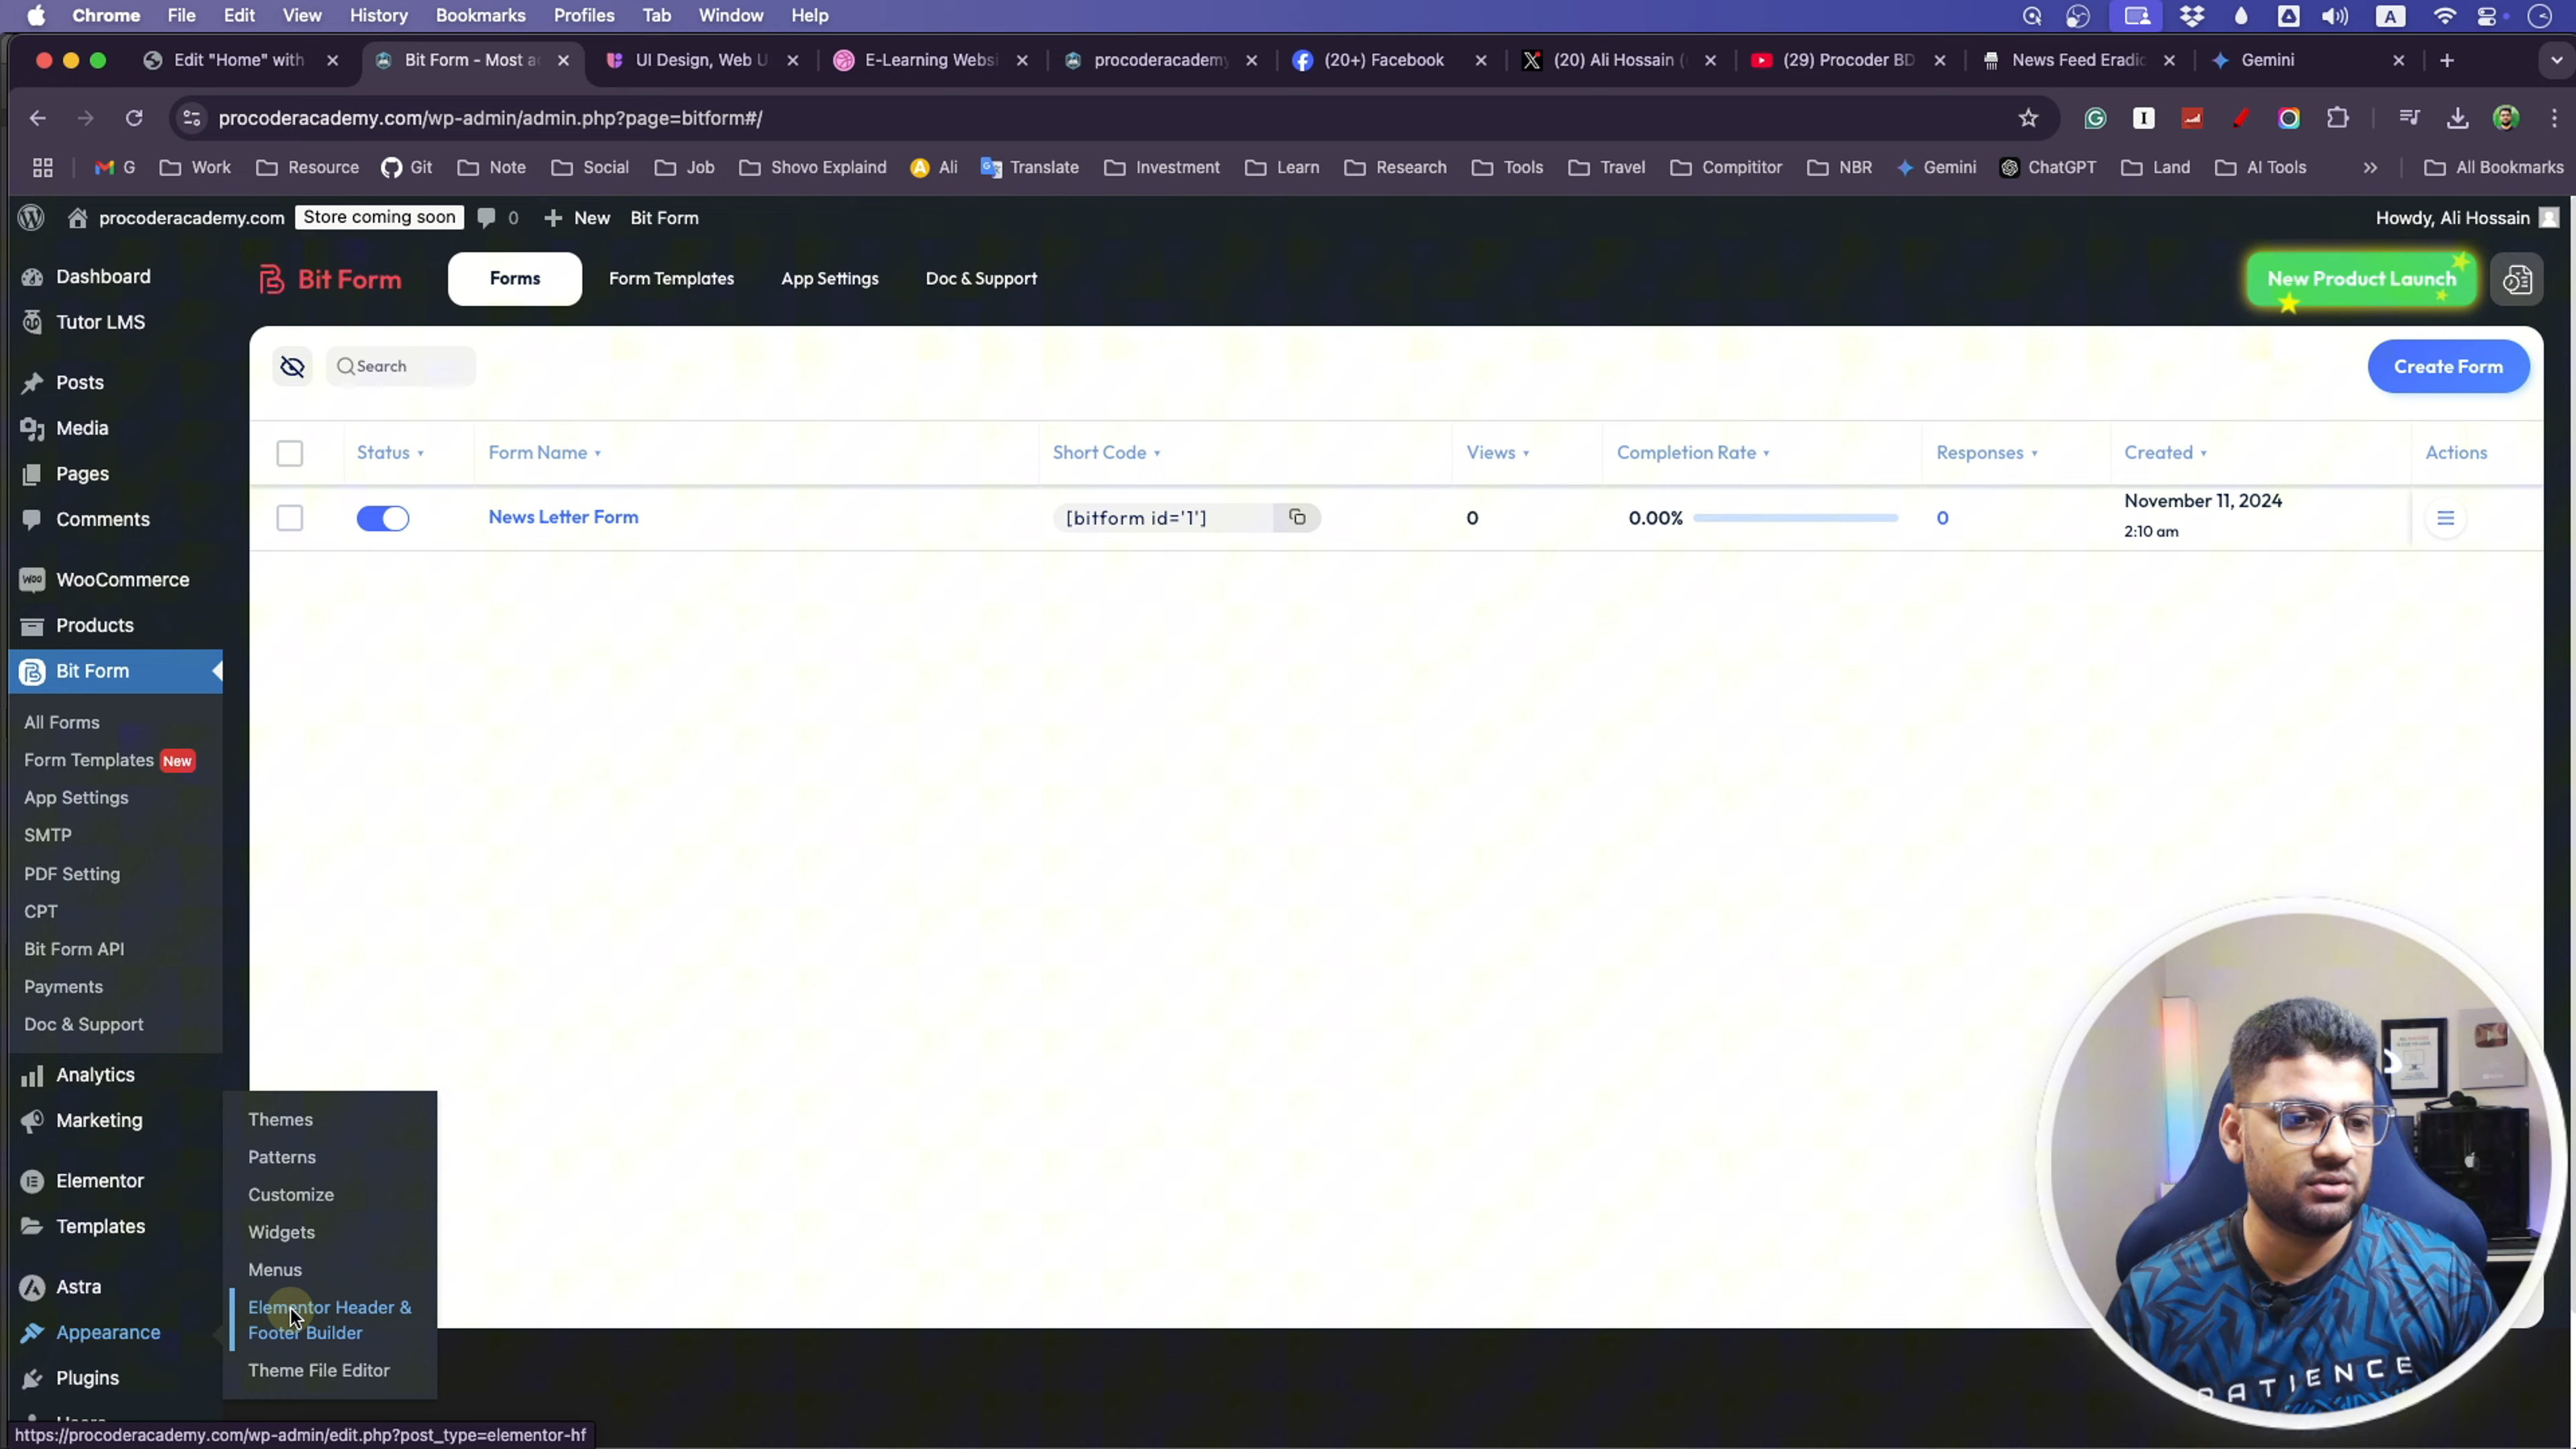 Chrome File Edit View History Bookmarks Profiles Tab Window Help
A
Edit "Home" with
Bit Form - Most a
UI Design, Web U
E-Learning Websi
procoderacademy
(20+) Facebook
(20) Ali Hossain (
(29) Procoder BD
News Feed Eradic
Gemini
procoderacademy.com/wp-admin/admin.php?page=bitform#/
G Work Resource Git Note Social Job Shovo Explaind Ali Translate Investment Learn Research Tools Travel Compititor NBR Gemini ChatGPT Land AI Tools » All Bookmarks
procoderacademy.com Store coming soon 0 + New Bit Form Howdy, Ali Hossain
Dashboard
Tutor LMS
Posts
Media
Pages
Comments
WooCommerce
Products
Bit Form
All Forms
Form Templates New
App Settings
SMTP
PDF Setting
CPT
Bit Form API
Payments
Doc & Support
Analytics
Marketing
Elementor
Templates
Astra
Appearance
Plugins
Users
Themes
Patterns
Customize
Widgets
Menus
Elementor Header &
Footer Builder
Theme File Editor
Bit Form Forms Form Templates App Settings Doc & Support New Product Launch
Search Create Form
Status Form Name Short Code Views Completion Rate Responses Created Actions
News Letter Form [bitform id='1'] 0 0.00% 0 November 11, 2024
2:10 am
PATIENCE
https://procoderacademy.com/wp-admin/edit.php?post_type=elementor-hf